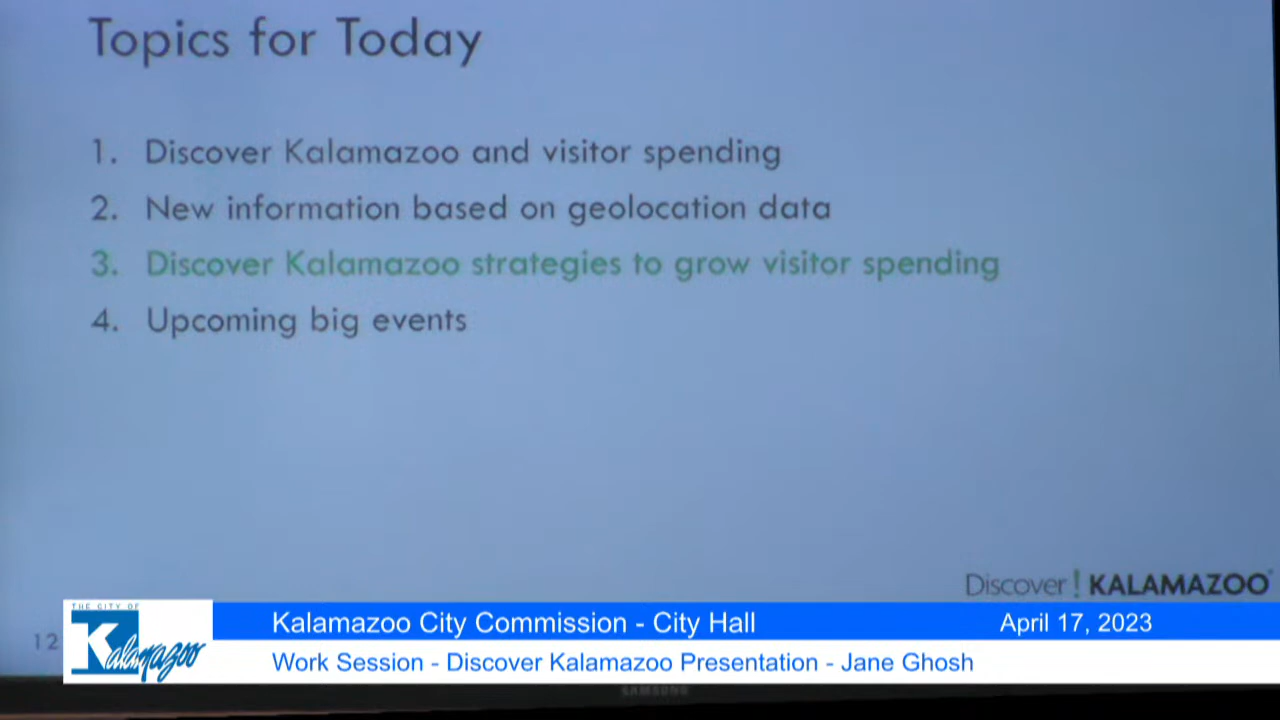 Topics for Today
1. Discover Kalamazoo and visitor spending
2. New information based on geolocation data
3. Discover Kalamazoo strategies to grow visitor spending
4. Upcoming big events
Discover! KALAMAZOO
12
THE CITY OF
Kalamazoo
Kalamazoo City Commission - City Hall
April 17, 2023
Work Session - Discover Kalamazoo Presentation - Jane Ghosh
SAMSUNG